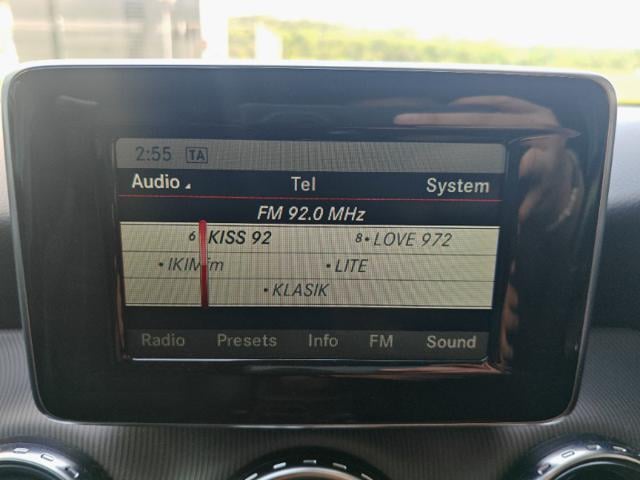 2:55 TA
Audio Tel System
FM 92.0 MHz
6 KISS 92 8• LOVE 972
• IKIM fm • LITE
• KLASIK
Radio Presets Info FM Sound